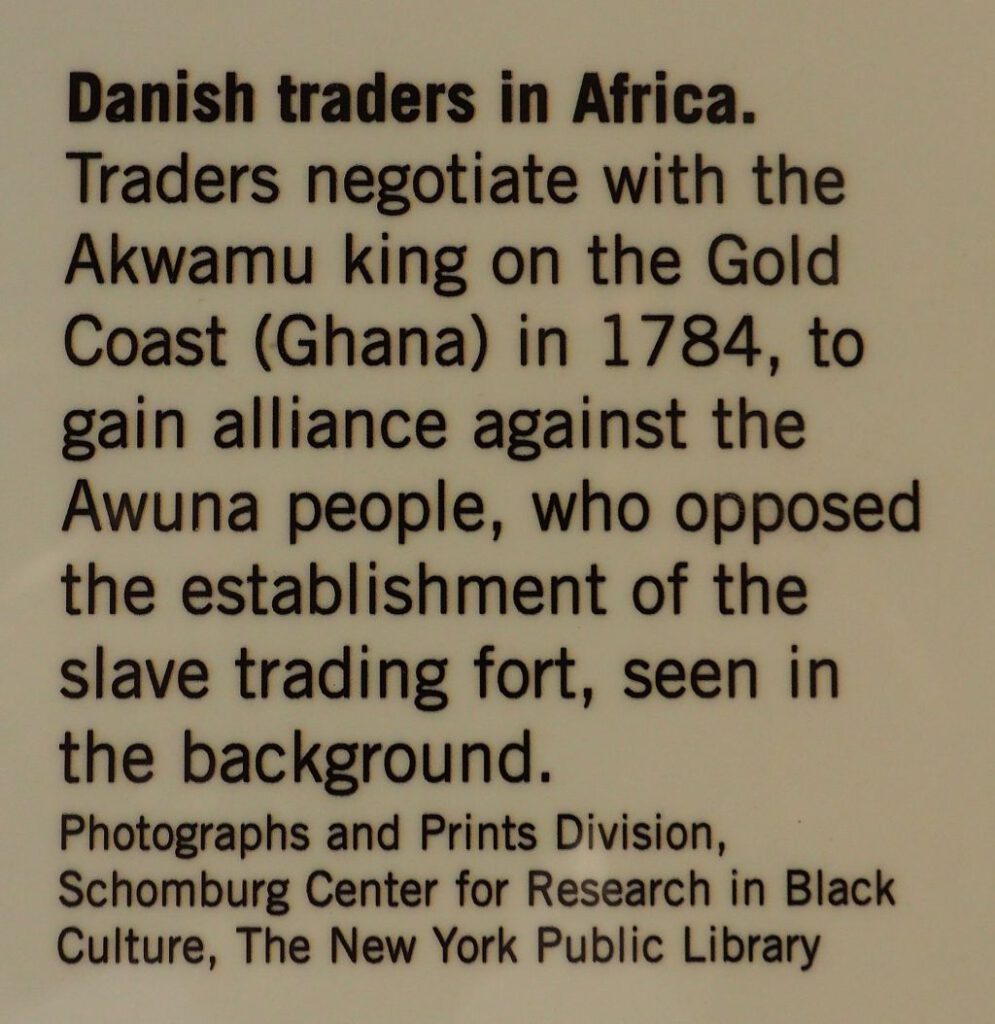 Danish traders in Africa.
Traders negotiate with the
Akwamu king on the Gold
Coast (Ghana) in 1784, to
gain alliance against the
Awuna people, who opposed
the establishment of the
slave trading fort, seen in
the background.
Photographs and Prints Division,
Schomburg Center for Research in Black
Culture, The New York Public Library